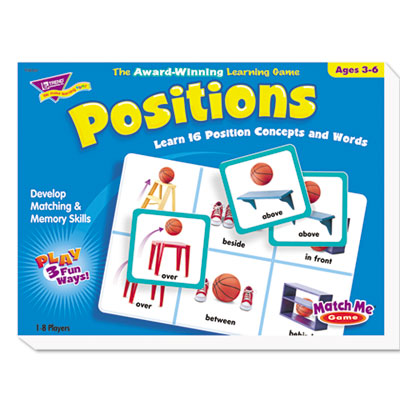 TREND
The Award-Winning Learning Game
Ages 3-6
Positions
Learn 16 Position Concepts and Words
Develop
Matching &
Memory Skills
PLAY
3 Fun
Ways!
1-8 Players
over
over
beside
between
above
above
in front
Match Me
Game